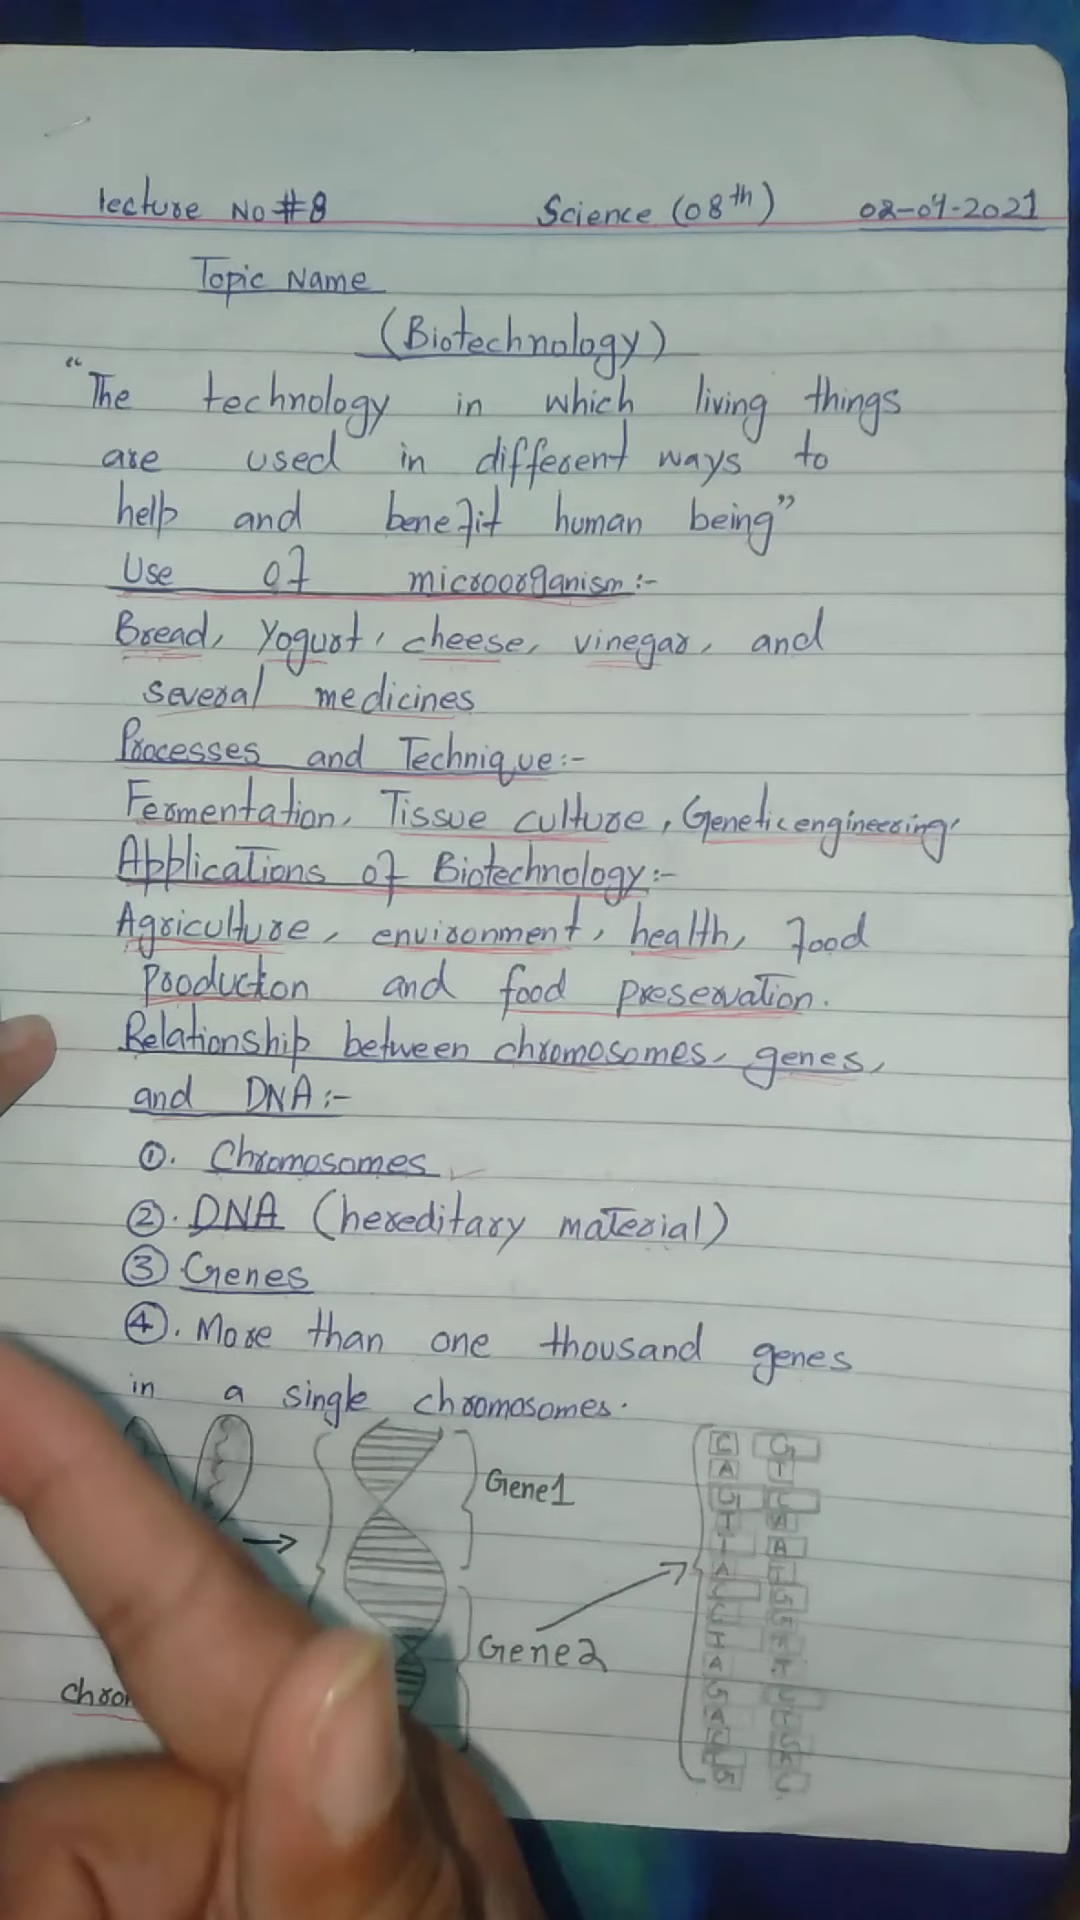 lecture No #8 Science (08th) 02-04-2021
Topic Name
(Biotechnology)
"The technology in which living things
are used in different ways to
help and benefit human being"
Use of microorganism:-
Bread, Yogurt, cheese, vinegar, and
several medicines
Processes and Technique:-
Fermentation, Tissue culture, Genetic engineering,
Applications of Biotechnology:-
Agriculture, environment, health, food
Production and food preservation.
Relationship between chromosomes, genes,
and DNA:-
①. Chromosomes
②. DNA (hereditary material)
③ Genes
④. More than one thousand genes
in a single chromosomes.
Gene1
Gene2
C G
A T